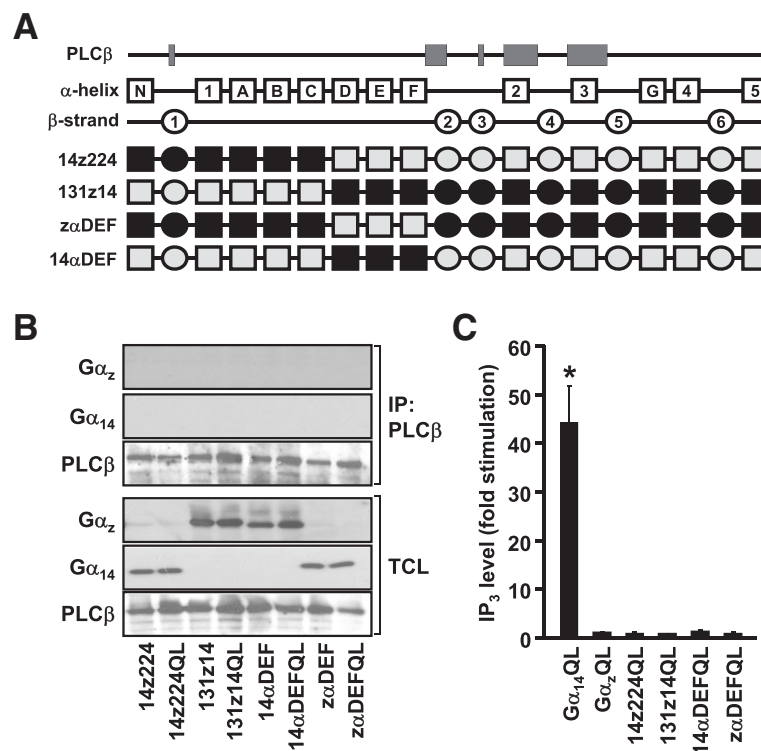 A
PLCβ
α-helix N 1 A B C D E F 2 3 G 4 5
β-strand 1 2 3 4 5 6
14z224
131z14
zαDEF
14αDEF
B
Gαz
Gα14
PLCβ
IP:
PLCβ
Gαz
Gα14
PLCβ
TCL
14z224
14z224QL
131z14
131z14QL
14αDEF
14αDEFQL
zαDEF
zαDEFQL
C
IP3 level (fold stimulation)
60
50
40
30
20
10
0
*
Gα14QL
GαzQL
14z224QL
131z14QL
14αDEFQL
zαDEFQL